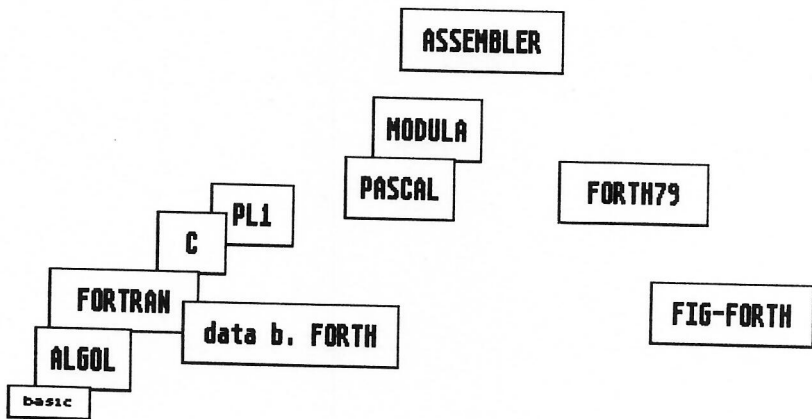 ASSEMBLER
MODULA
PASCAL
FORTH79
PL1
C
FORTRAN
FIG-FORTH
data b. FORTH
ALGOL
basic